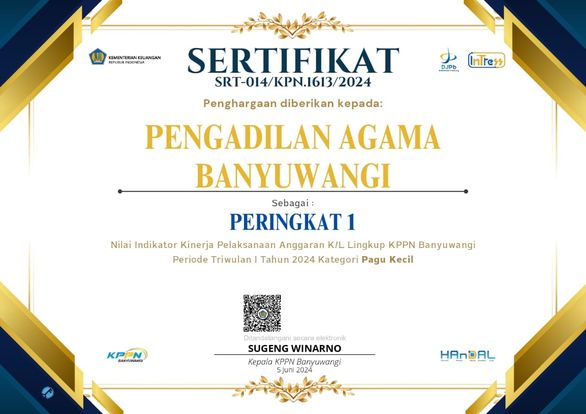 KEMENTERIAN KEUANGAN
REPUBLIK INDONESIA
DJPb
InTress
SERTIFIKAT
SRT-014/KPN.1613/2024
Penghargaan diberikan kepada:
PENGADILAN AGAMA
BANYUWANGI
Sebagai :
PERINGKAT 1
Nilai Indikator Kinerja Pelaksanaan Anggaran K/L Lingkup KPPN Banyuwangi
Periode Triwulan I Tahun 2024 Kategori Pagu Kecil
Ditandatangani secara elektronik
SUGENG WINARNO
Kepala KPPN Banyuwangi
5 Juni 2024
KPPN
BANYUWANGI
HAnDAL